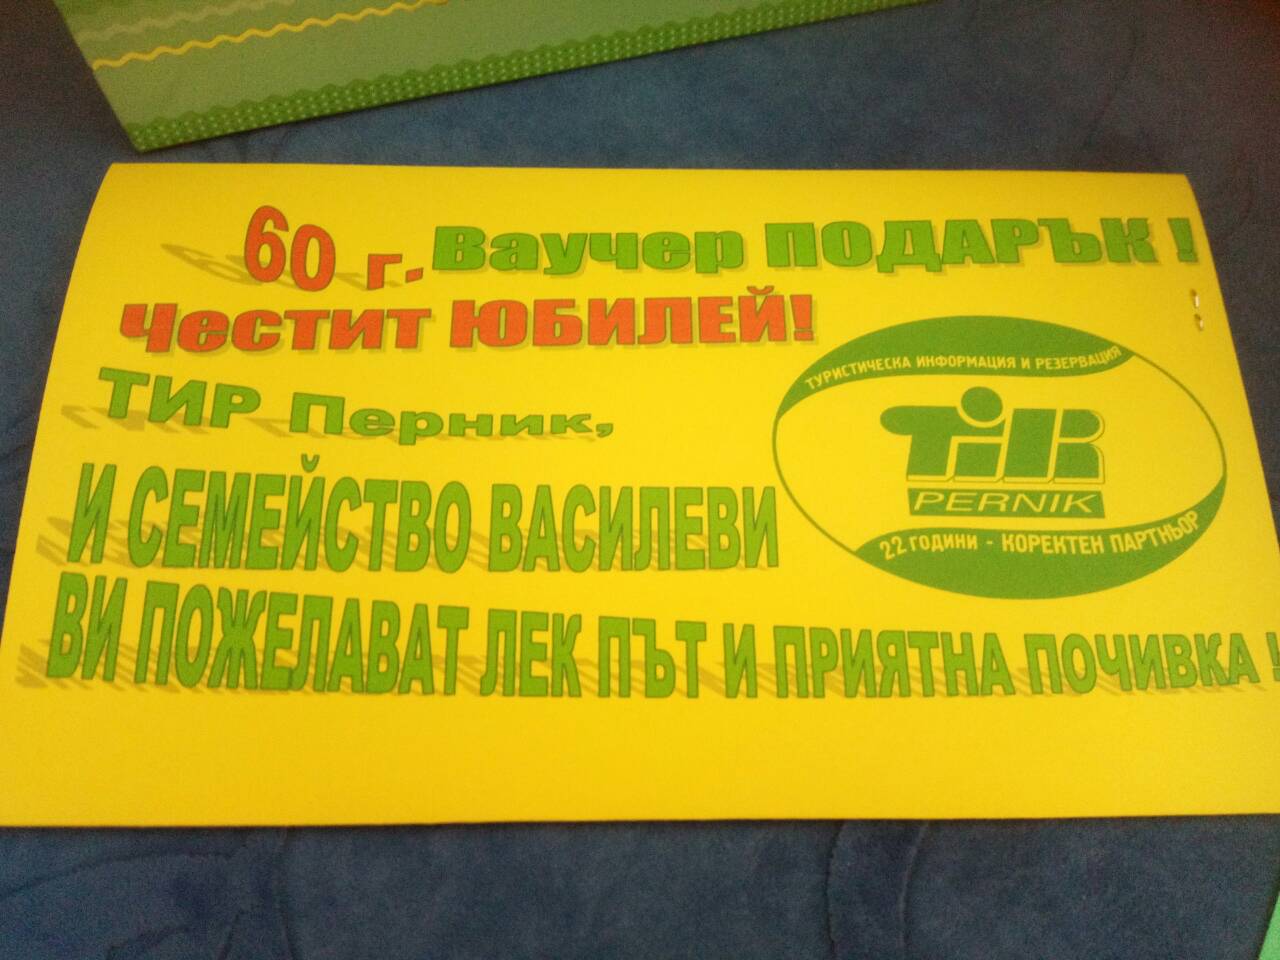 60 г. Ваучер ПОДАРЪК !
Честит ЮБИЛЕЙ!
ТИР Перник,
И СЕМЕЙСТВО ВАСИЛЕВИ
ВИ ПОЖЕЛАВАТ ЛЕК ПЪТ И ПРИЯТНА ПОЧИВКА !
ТУРИСТИЧЕСКА ИНФОРМАЦИЯ И РЕЗЕРВАЦИЯ
TiR
PERNIK
22 ГОДИНИ - КОРЕКТЕН ПАРТНЬОР